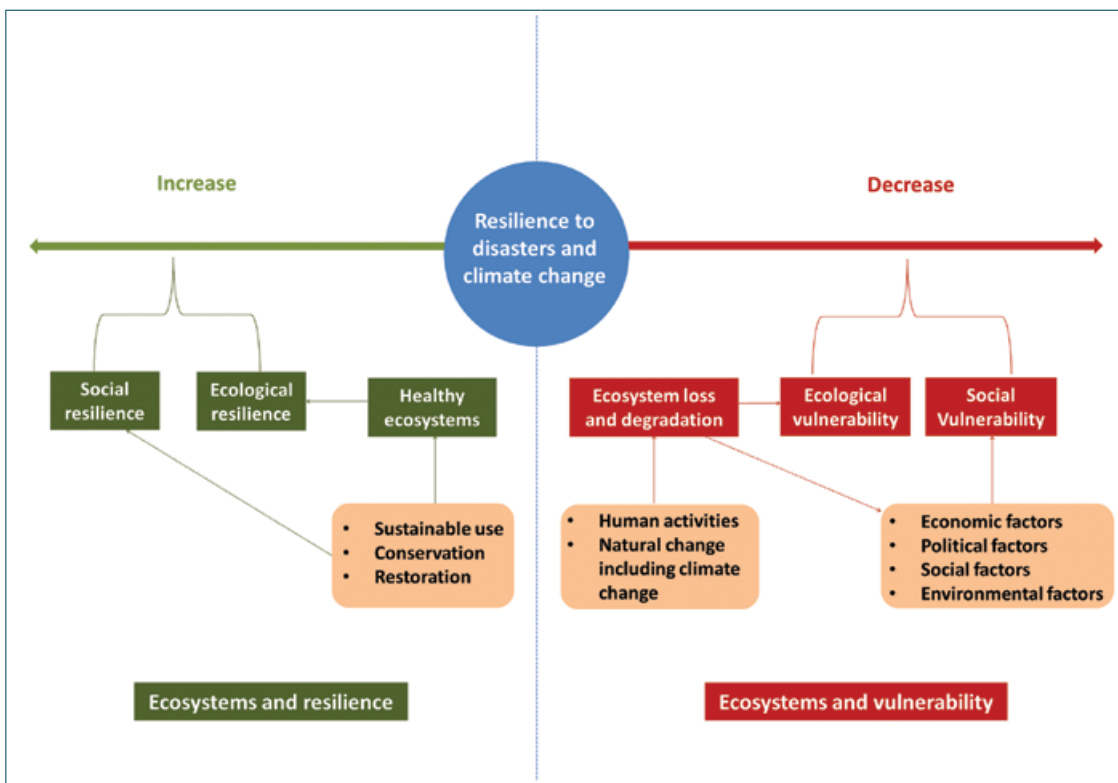 Increase
Decrease
Resilience to
disasters and
climate change
Social
resilience
Ecological
resilience
Healthy
ecosystems
Ecosystem loss
and degradation
Ecological
vulnerability
Social
Vulnerability
• Sustainable use
• Conservation
• Restoration
• Human activities
• Natural change
including climate
change
• Economic factors
• Political factors
• Social factors
• Environmental factors
Ecosystems and resilience
Ecosystems and vulnerability